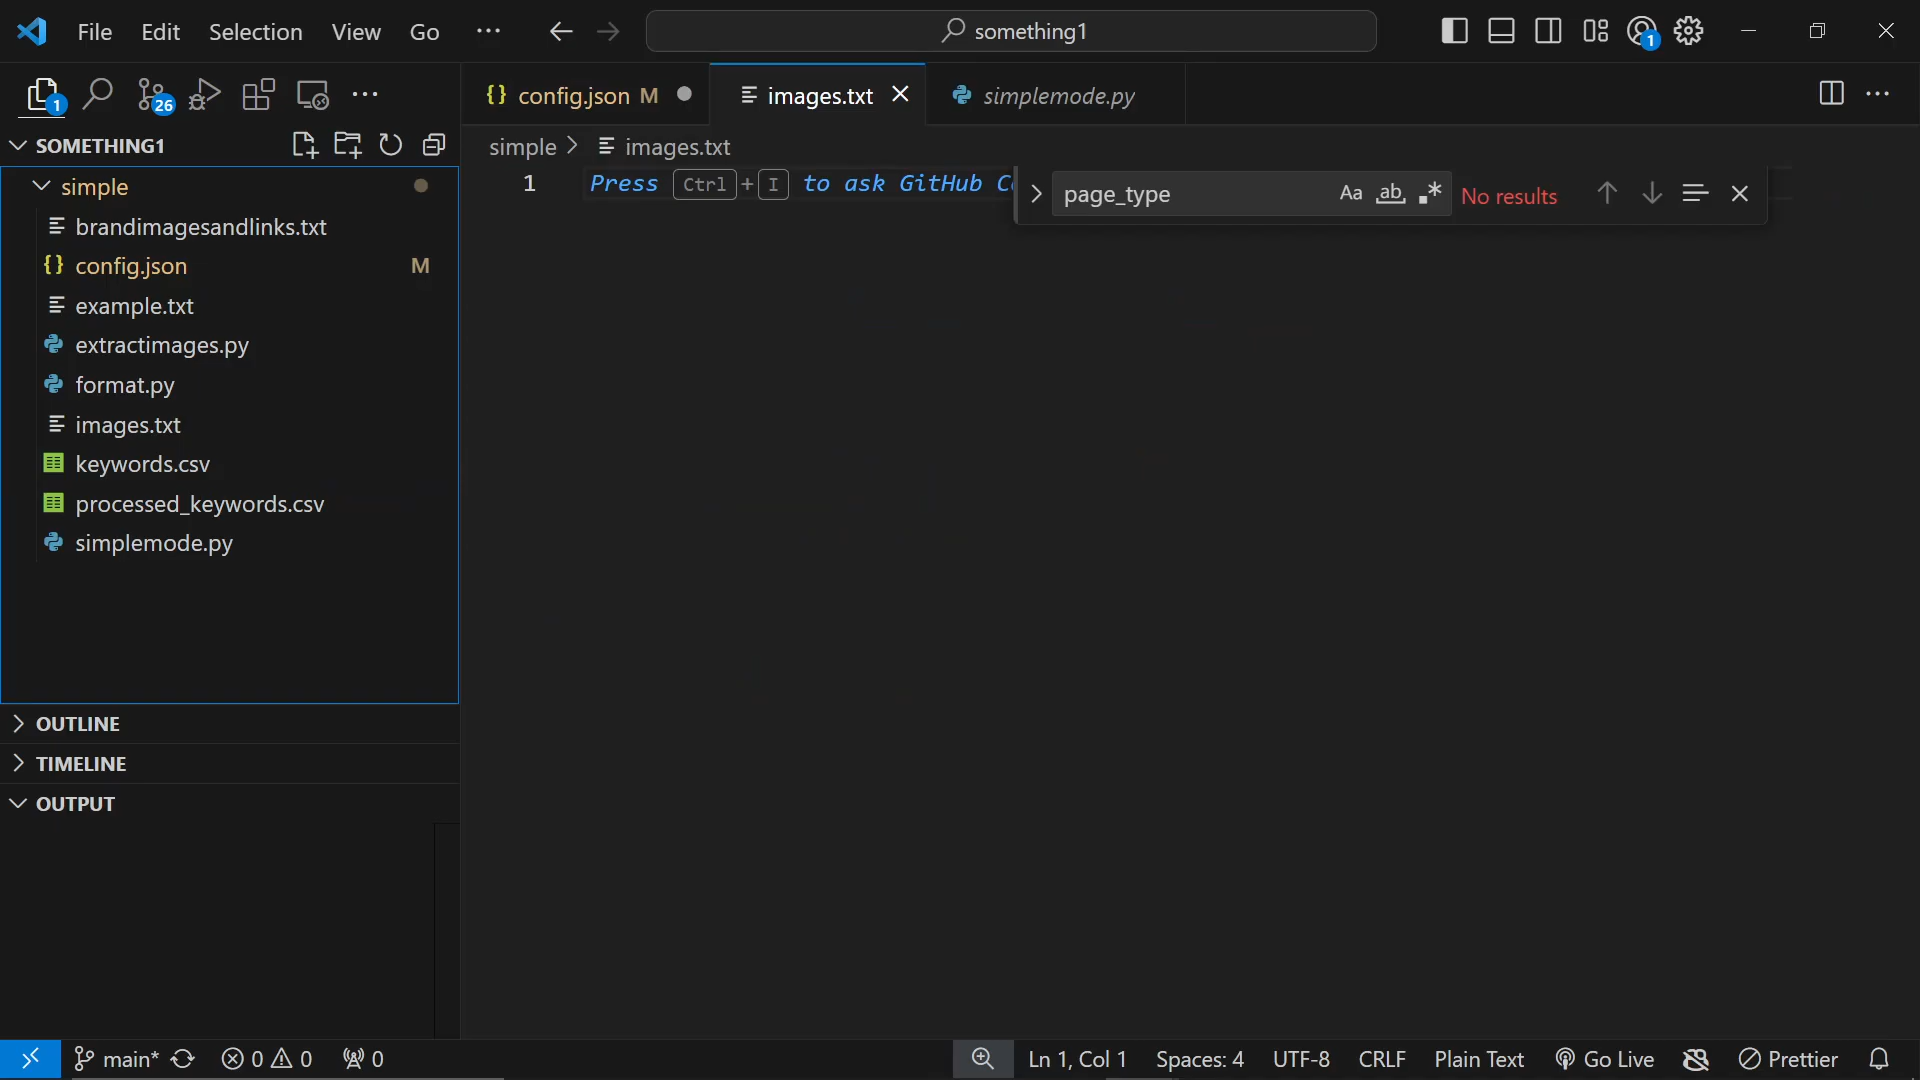 File Edit Selection View Go ··· something1 1
1 26
config.json M images.txt simplemode.py
SOMETHING1
simple > images.txt
1 Press Ctrl+I to ask GitHub
page_type Aa ab .* No results
simple
brandimagesandlinks.txt
config.json M
example.txt
extractimages.py
format.py
images.txt
keywords.csv
processed_keywords.csv
simplemode.py
OUTLINE
TIMELINE
OUTPUT
main* 0 0 0 Ln 1, Col 1 Spaces: 4 UTF-8 CRLF Plain Text Go Live Prettier